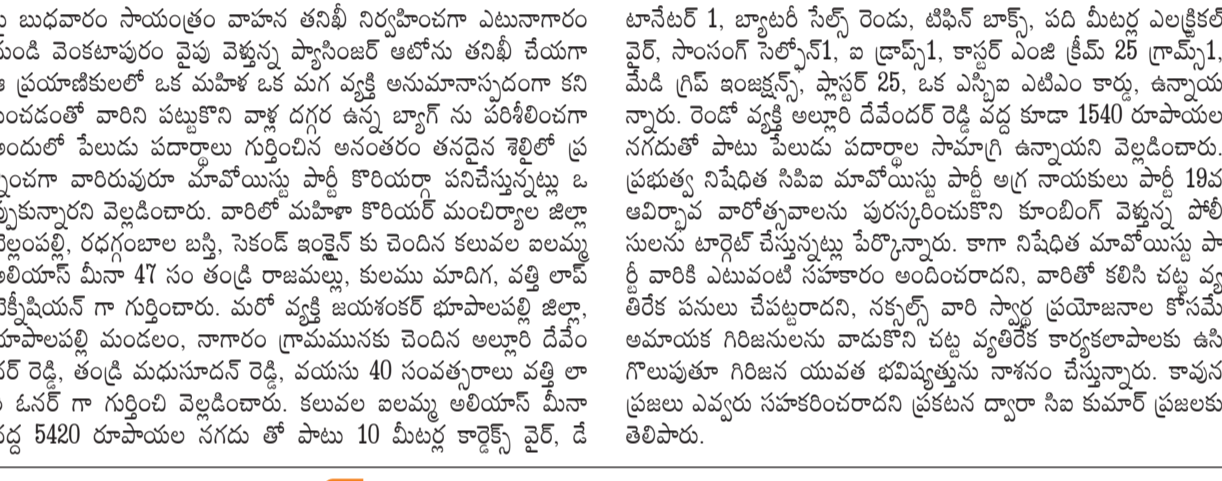 బుధవారం సాయంత్రం వాహన తనిఖీ నిర్వహించగా ఎటునాగారం
నుండి వెంకటాపురం వైపు వెళ్తున్న ప్యాసింజర్ ఆటోను తనిఖీ చేయగా
ఆ ప్రయాణికులలో ఒక మహిళ ఒక మగ వ్యక్తి అనుమానాస్పదంగా కని
పించడంతో వారిని పట్టుకొని వాళ్ల దగ్గర ఉన్న బ్యాగ్ ను పరిశీలించగా
అందులో పేలుడు పదార్థాలు గుర్తించిన అనంతరం తనదైన శైలిలో ప్ర
శ్నించగా వారిరువురూ మావోయిస్టు పార్టీ కొరియర్గా పనిచేస్తున్నట్లు ఒ
ప్పుకున్నారని వెల్లడించారు. వారిలో మహిళా కొరియర్ మంచిర్యాల జిల్లా
బెల్లంపల్లి, రధగ్గంబాల బస్తి, సెకండ్ ఇంక్లైన్ కు చెందిన కలువల ఐలమ్మ
అలియాస్ మీనా 47 సం తండ్రి రాజమల్లు, కులము మాదిగ, వత్తి లాప్
టెక్నీషియన్ గా గుర్తించారు. మరో వ్యక్తి జయశంకర్ భూపాలపల్లి జిల్లా,
భూపాలపల్లి మండలం, నాగారం గ్రామమునకు చెందిన అల్లూరి దేవేం
దర్ రెడ్డి, తండ్రి మధుసూదన్ రెడ్డి, వయసు 40 సంవత్సరాలు వత్తి లా
ఓనర్ గా గుర్తించి వెల్లడించారు. కలువల ఐలమ్మ అలియాస్ మీనా
వద్ద 5420 రూపాయల నగదు తో పాటు 10 మీటర్ల కార్డెక్స్ వైర్, డే
టానేటర్ 1, బ్యాటరీ సేల్స్ రెండు, టిఫిన్ బాక్స్, పది మీటర్ల ఎలక్ట్రికల్
వైర్, సాంసంగ్ సెల్ఫోన్1, ఐ డ్రాప్స్1, కాస్టర్ ఎంజి క్రీమ్ 25 గ్రామ్స్1,
మేడి గ్రిప్ ఇంజక్షన్స్, ప్లాస్టర్ 25, ఒక ఎస్బిఐ ఎటిఎం కార్డు, ఉన్నాయ
న్నారు. రెండో వ్యక్తి అల్లూరి దేవేందర్ రెడ్డి వద్ద కూడా 1540 రూపాయల
నగదుతో పాటు పేలుడు పదార్థాల సామాగ్రి ఉన్నాయని వెల్లడించారు.
ప్రభుత్వ నిషేధిత సిపిఐ మావోయిస్టు పార్టీ అగ్ర నాయకులు పార్టీ 19వ
ఆవిర్భావ వారోత్సవాలను పురస్కరించుకొని కూంబింగ్ వెళ్తున్న పోలీ
సులను టార్గెట్ చేస్తున్నట్లు పేర్కొన్నారు. కాగా నిషేధిత మావోయిస్టు పా
ర్టీ వారికి ఎటువంటి సహకారం అందించరాదని, వారితో కలిసి చట్ట వ్య
తిరేక పనులు చేపట్టరాదని, నక్సల్స్ వారి స్వార్థ ప్రయోజనాల కోసమే
అమాయక గిరిజనులను వాడుకొని చట్ట వ్యతిరేక కార్యకలాపాలకు ఉసి
గొలుపుతూ గిరిజన యువత భవిష్యత్తును నాశనం చేస్తున్నారు. కావున
ప్రజలు ఎవ్వరు సహకరించరాదని ప్రకటన ద్వారా సిఐ కుమార్ ప్రజలకు
తెలిపారు.